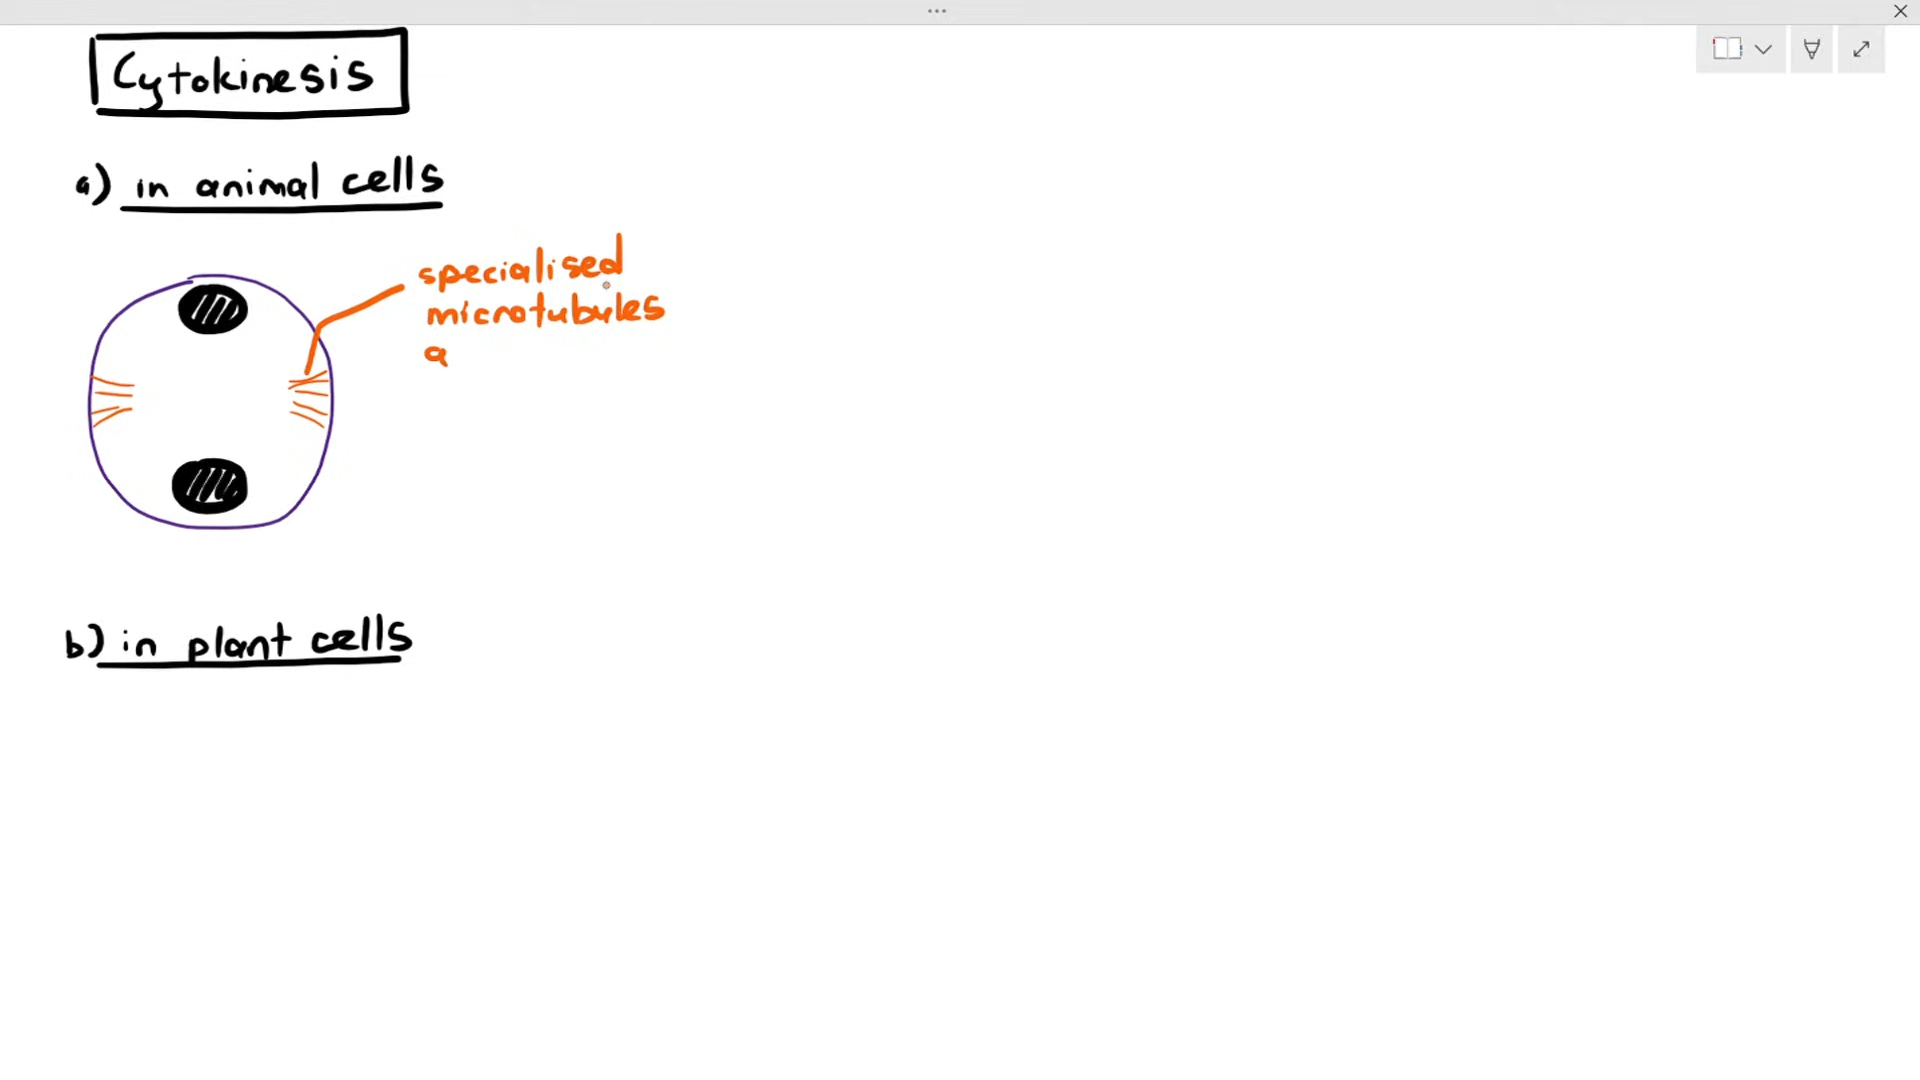 Cytokinesis
a) in animal cells
specialised
microtubules
a
b) in plant cells